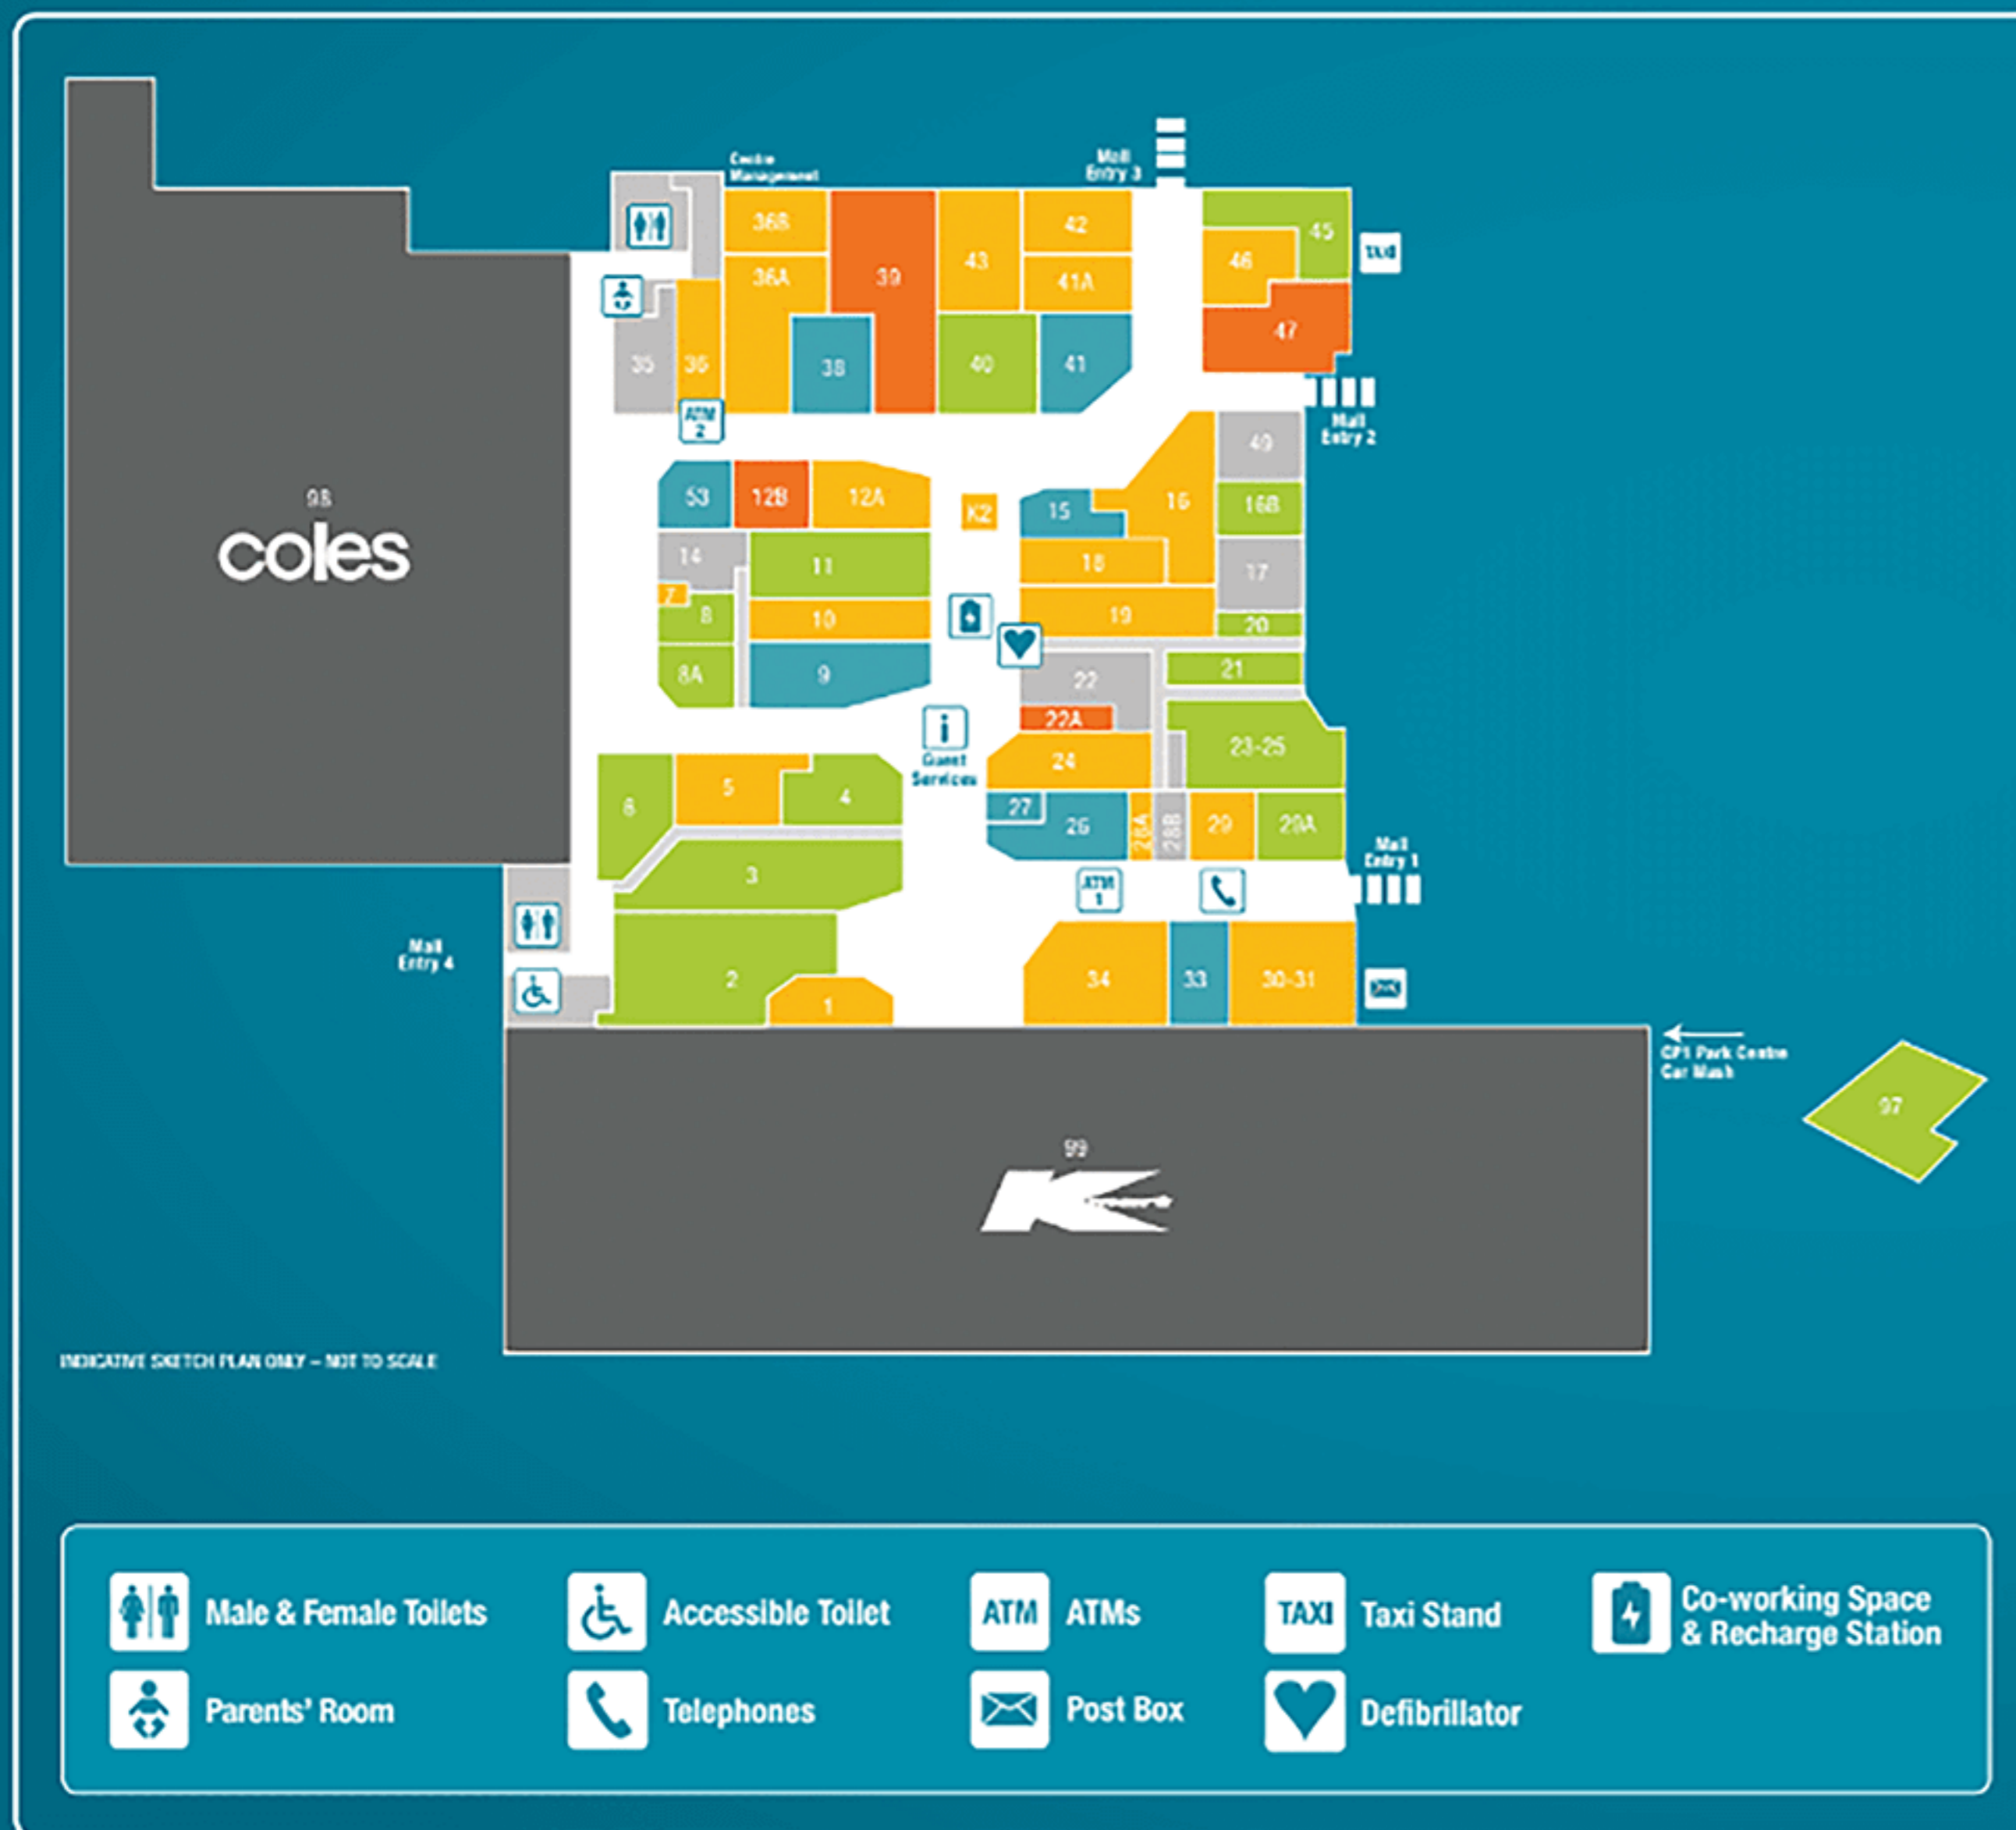 Centre
Management
Mall
Entry 3
36B
39
43
42
45
TAXI
46
36A
41A
47
35
36
38
40
41
ATM
2
Mall
Entry 2
49
98
coles
53
12B
12A
K2
15
16
16B
14
11
18
17
7
8
10
19
20
8A
9
22
21
22A
i
Guest
Services
24
23-25
6
5
4
27
26
28A
28B
29
29A
Mall
Entry 1
3
ATM
1
Mall
Entry 4
2
1
34
33
30-31
CP1 Park Centre
Car Wash
97
99
K
INDICATIVE SKETCH PLAN ONLY – NOT TO SCALE
Male & Female Toilets
Accessible Toilet
ATM
ATMs
TAXI
Taxi Stand
Co-working Space
& Recharge Station
Parents' Room
Telephones
Post Box
Defibrillator